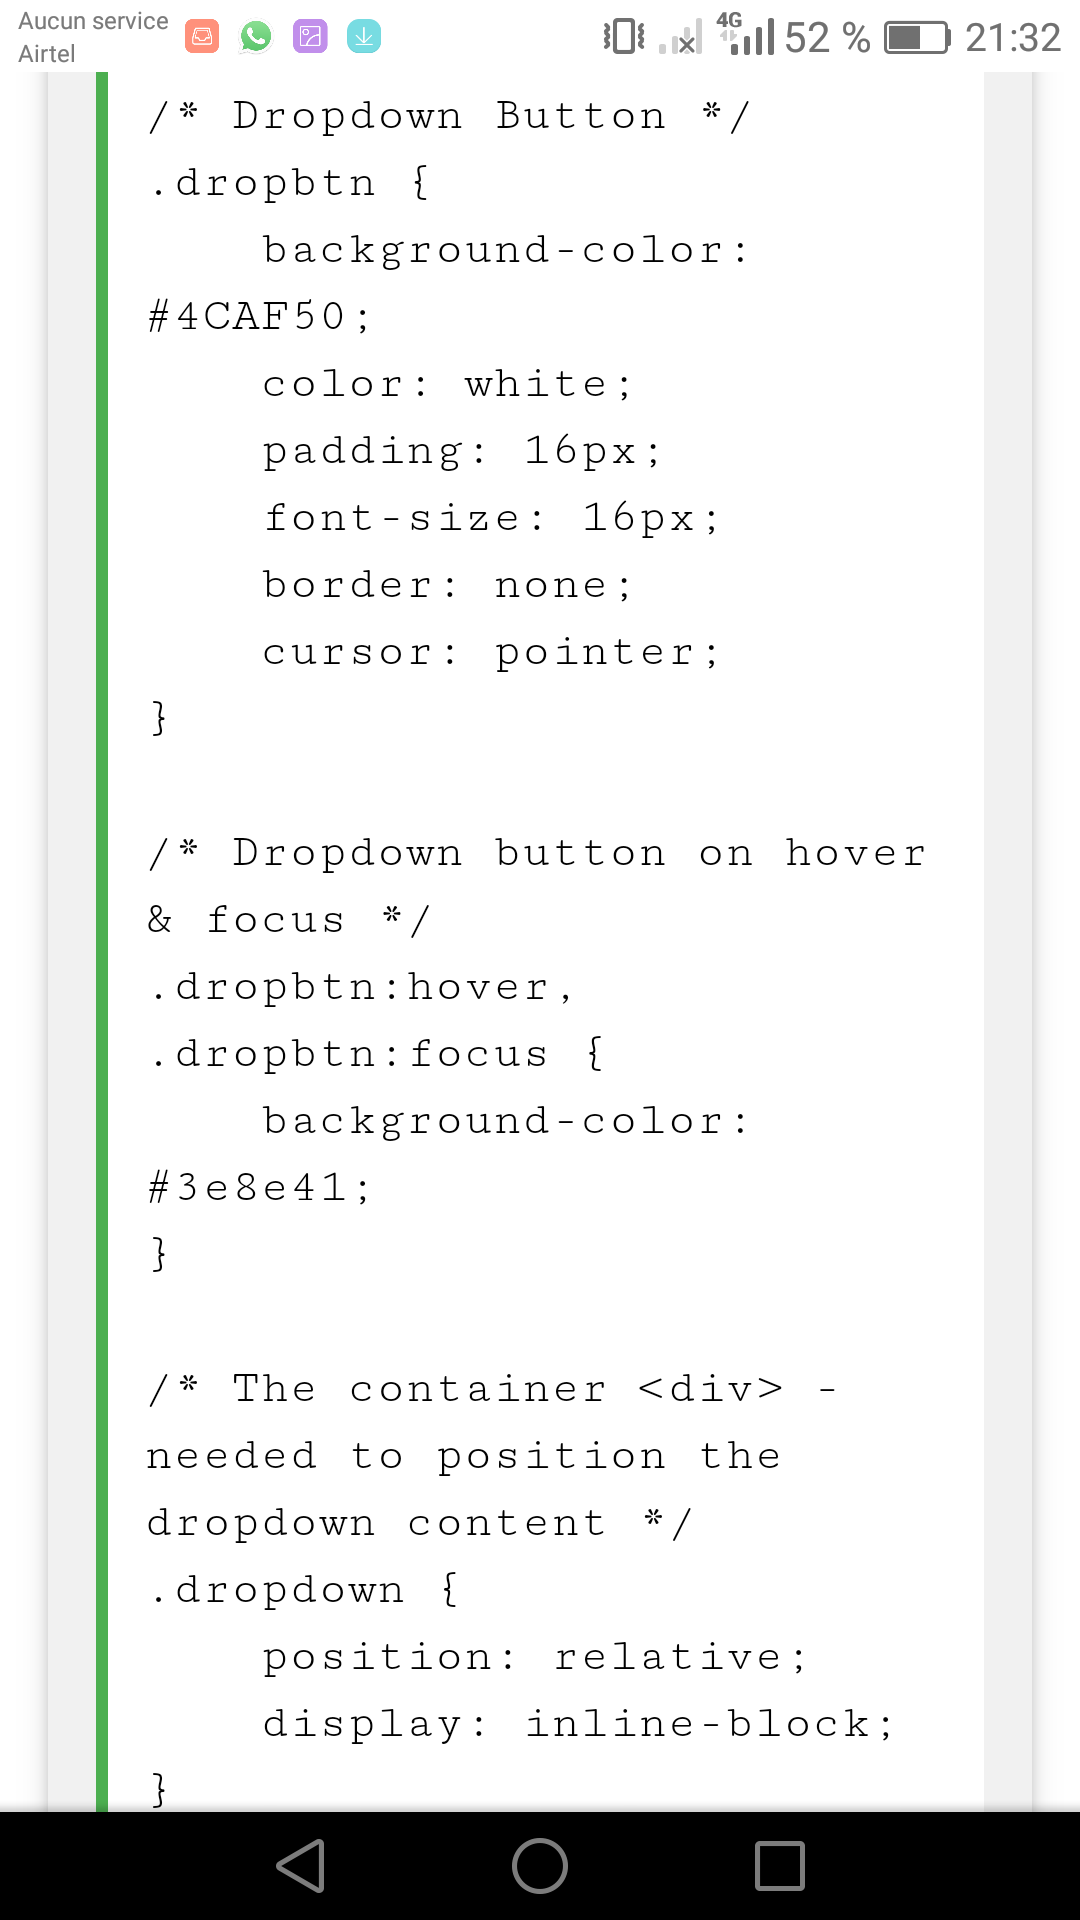 Aucun service
Airtel
4G
52 %
21:32
/* Dropdown Button */
.dropbtn {
    background-color:
#4CAF50;
    color: white;
    padding: 16px;
    font-size: 16px;
    border: none;
    cursor: pointer;
}
/* Dropdown button on hover
& focus */
.dropbtn:hover,
.dropbtn:focus {
    background-color:
#3e8e41;
}
/* The container <div> -
needed to position the
dropdown content */
.dropdown {
    position: relative;
    display: inline-block;
}